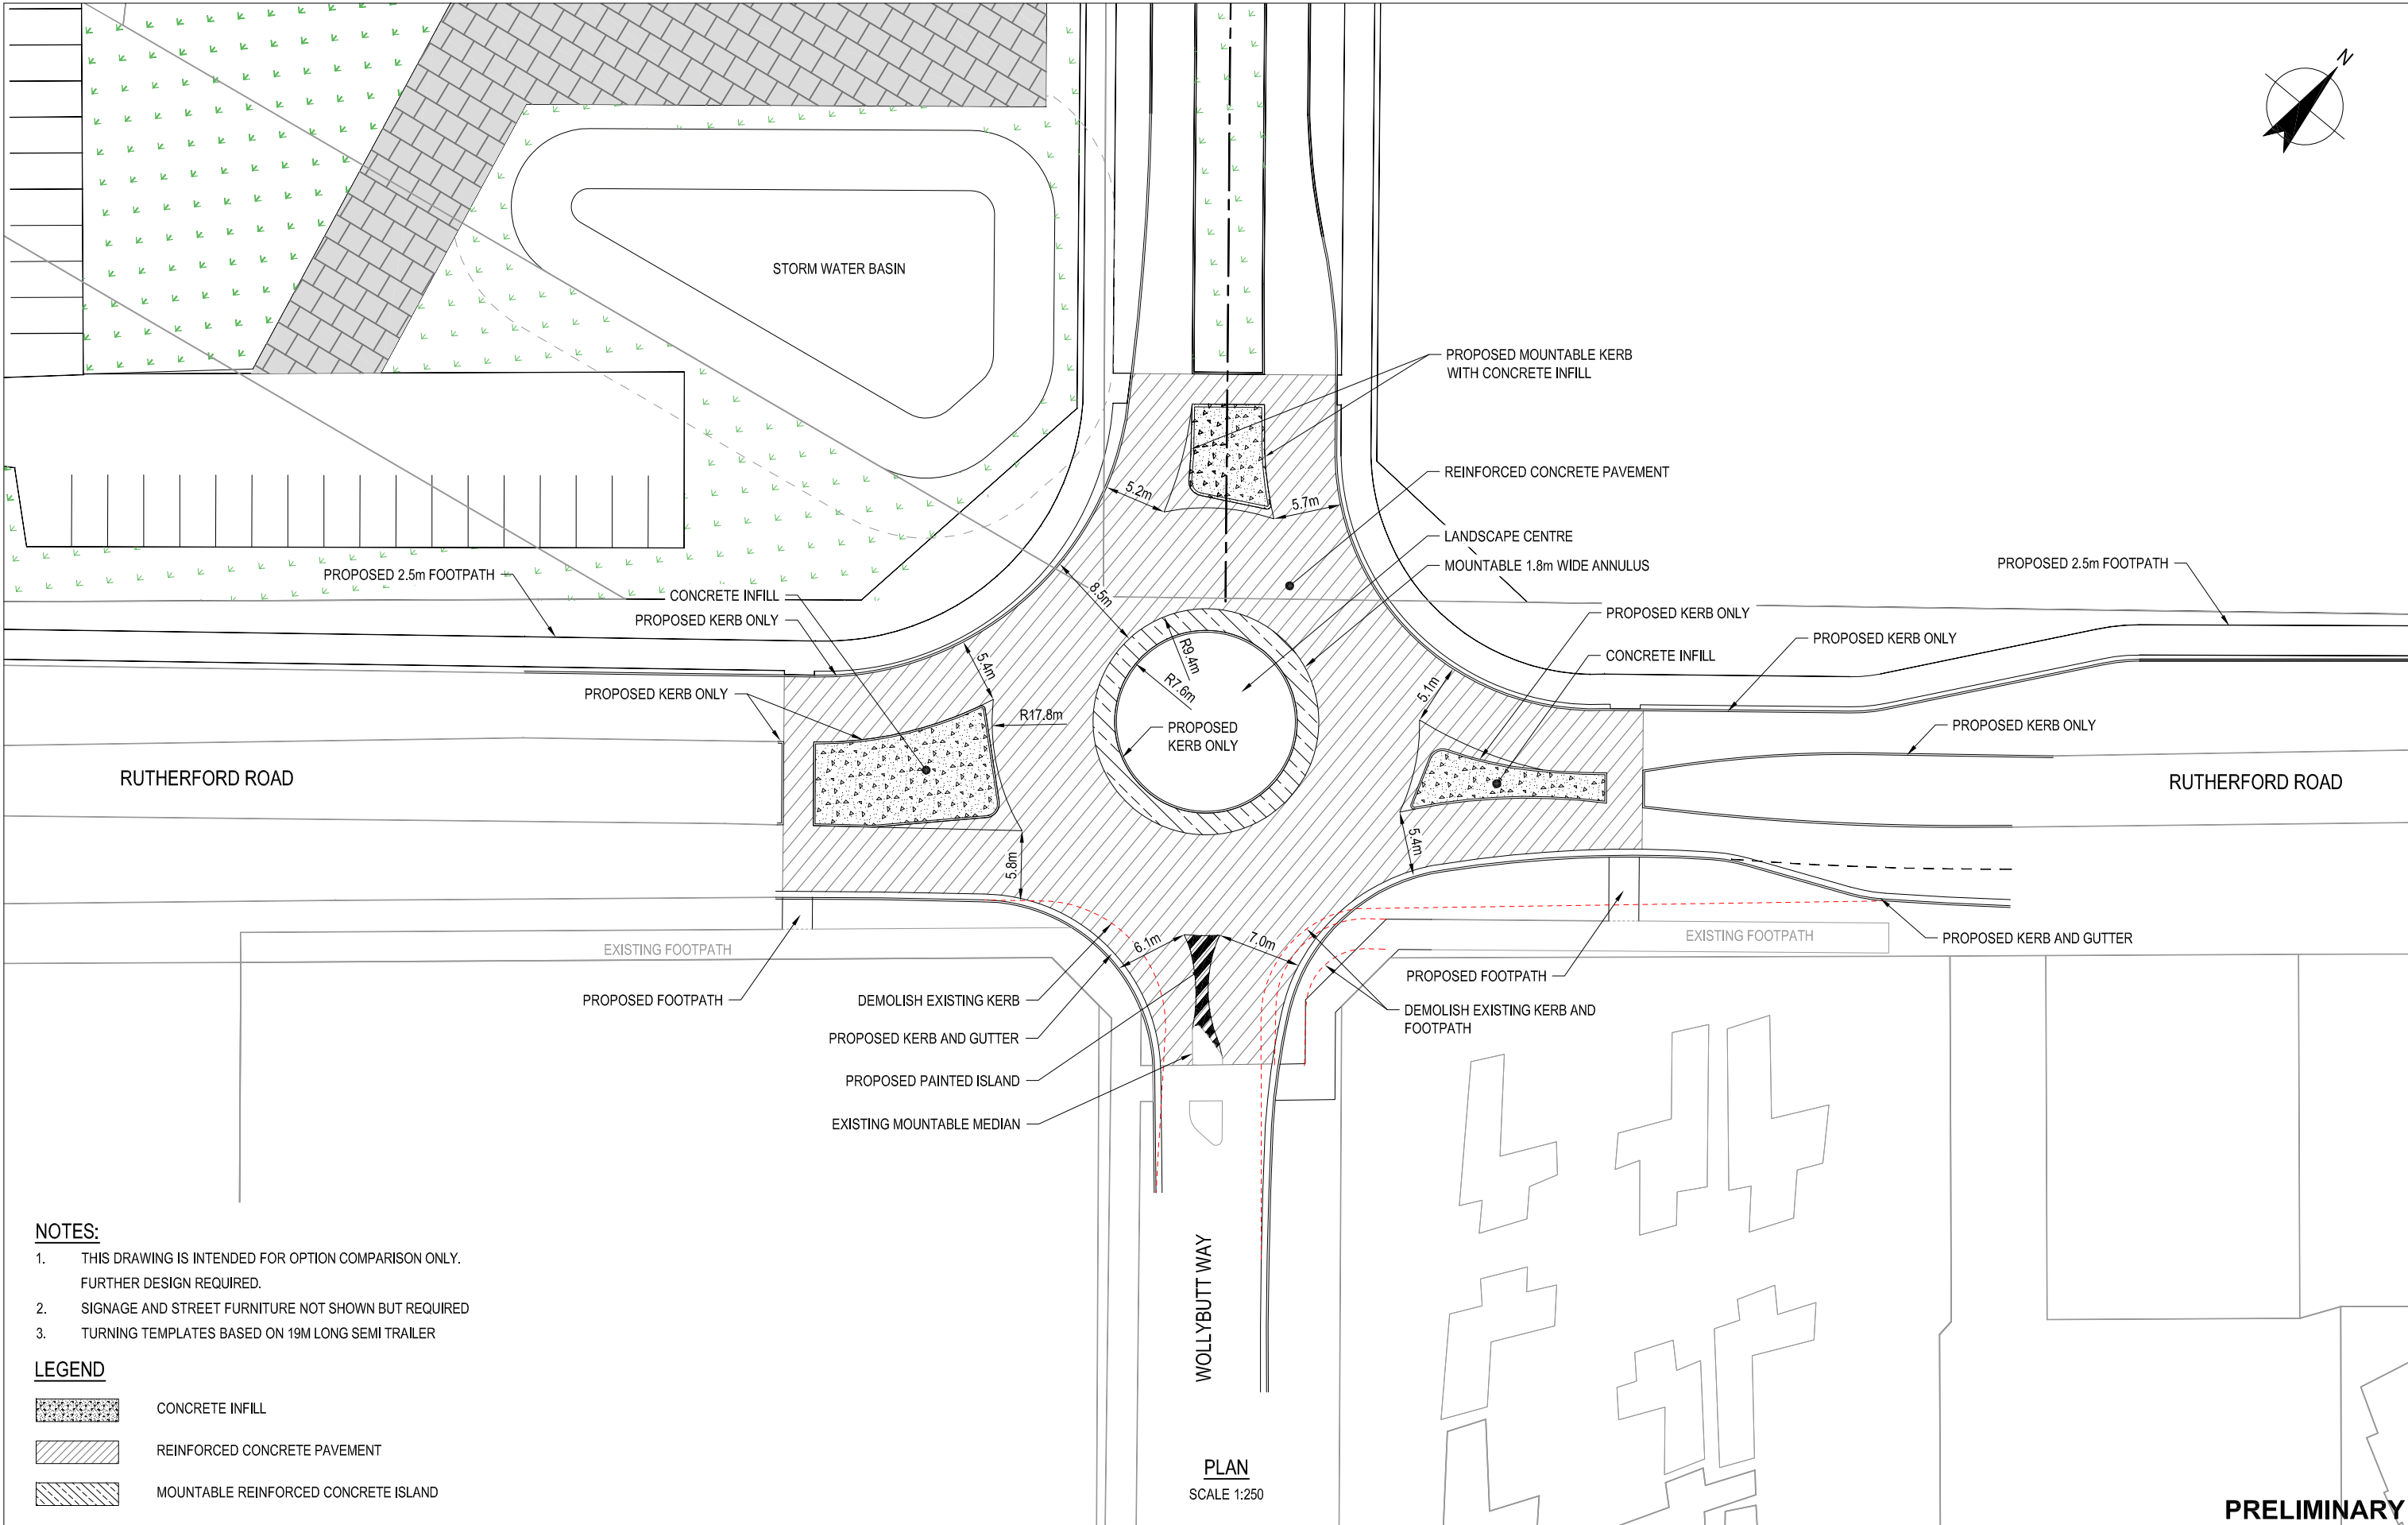 N
STORM WATER BASIN
PROPOSED MOUNTABLE KERB
WITH CONCRETE INFILL
REINFORCED CONCRETE PAVEMENT
5.2m
5.7m
LANDSCAPE CENTRE
MOUNTABLE 1.8m WIDE ANNULUS
PROPOSED 2.5m FOOTPATH
PROPOSED 2.5m FOOTPATH
CONCRETE INFILL
PROPOSED KERB ONLY
8.5m
PROPOSED KERB ONLY
PROPOSED KERB ONLY
CONCRETE INFILL
5.4m
R9.4m
R7.6m
5.1m
PROPOSED KERB ONLY
R17.8m
PROPOSED
KERB ONLY
PROPOSED KERB ONLY
RUTHERFORD ROAD
RUTHERFORD ROAD
5.8m
5.4m
EXISTING FOOTPATH
6.1m
7.0m
EXISTING FOOTPATH
PROPOSED KERB AND GUTTER
PROPOSED FOOTPATH
PROPOSED FOOTPATH
DEMOLISH EXISTING KERB
DEMOLISH EXISTING KERB AND
FOOTPATH
PROPOSED KERB AND GUTTER
PROPOSED PAINTED ISLAND
EXISTING MOUNTABLE MEDIAN
WOLLYBUTT WAY
NOTES:
1. THIS DRAWING IS INTENDED FOR OPTION COMPARISON ONLY.
FURTHER DESIGN REQUIRED.
2. SIGNAGE AND STREET FURNITURE NOT SHOWN BUT REQUIRED
3. TURNING TEMPLATES BASED ON 19M LONG SEMI TRAILER
LEGEND
CONCRETE INFILL
REINFORCED CONCRETE PAVEMENT
MOUNTABLE REINFORCED CONCRETE ISLAND
PLAN
SCALE 1:250
PRELIMINARY